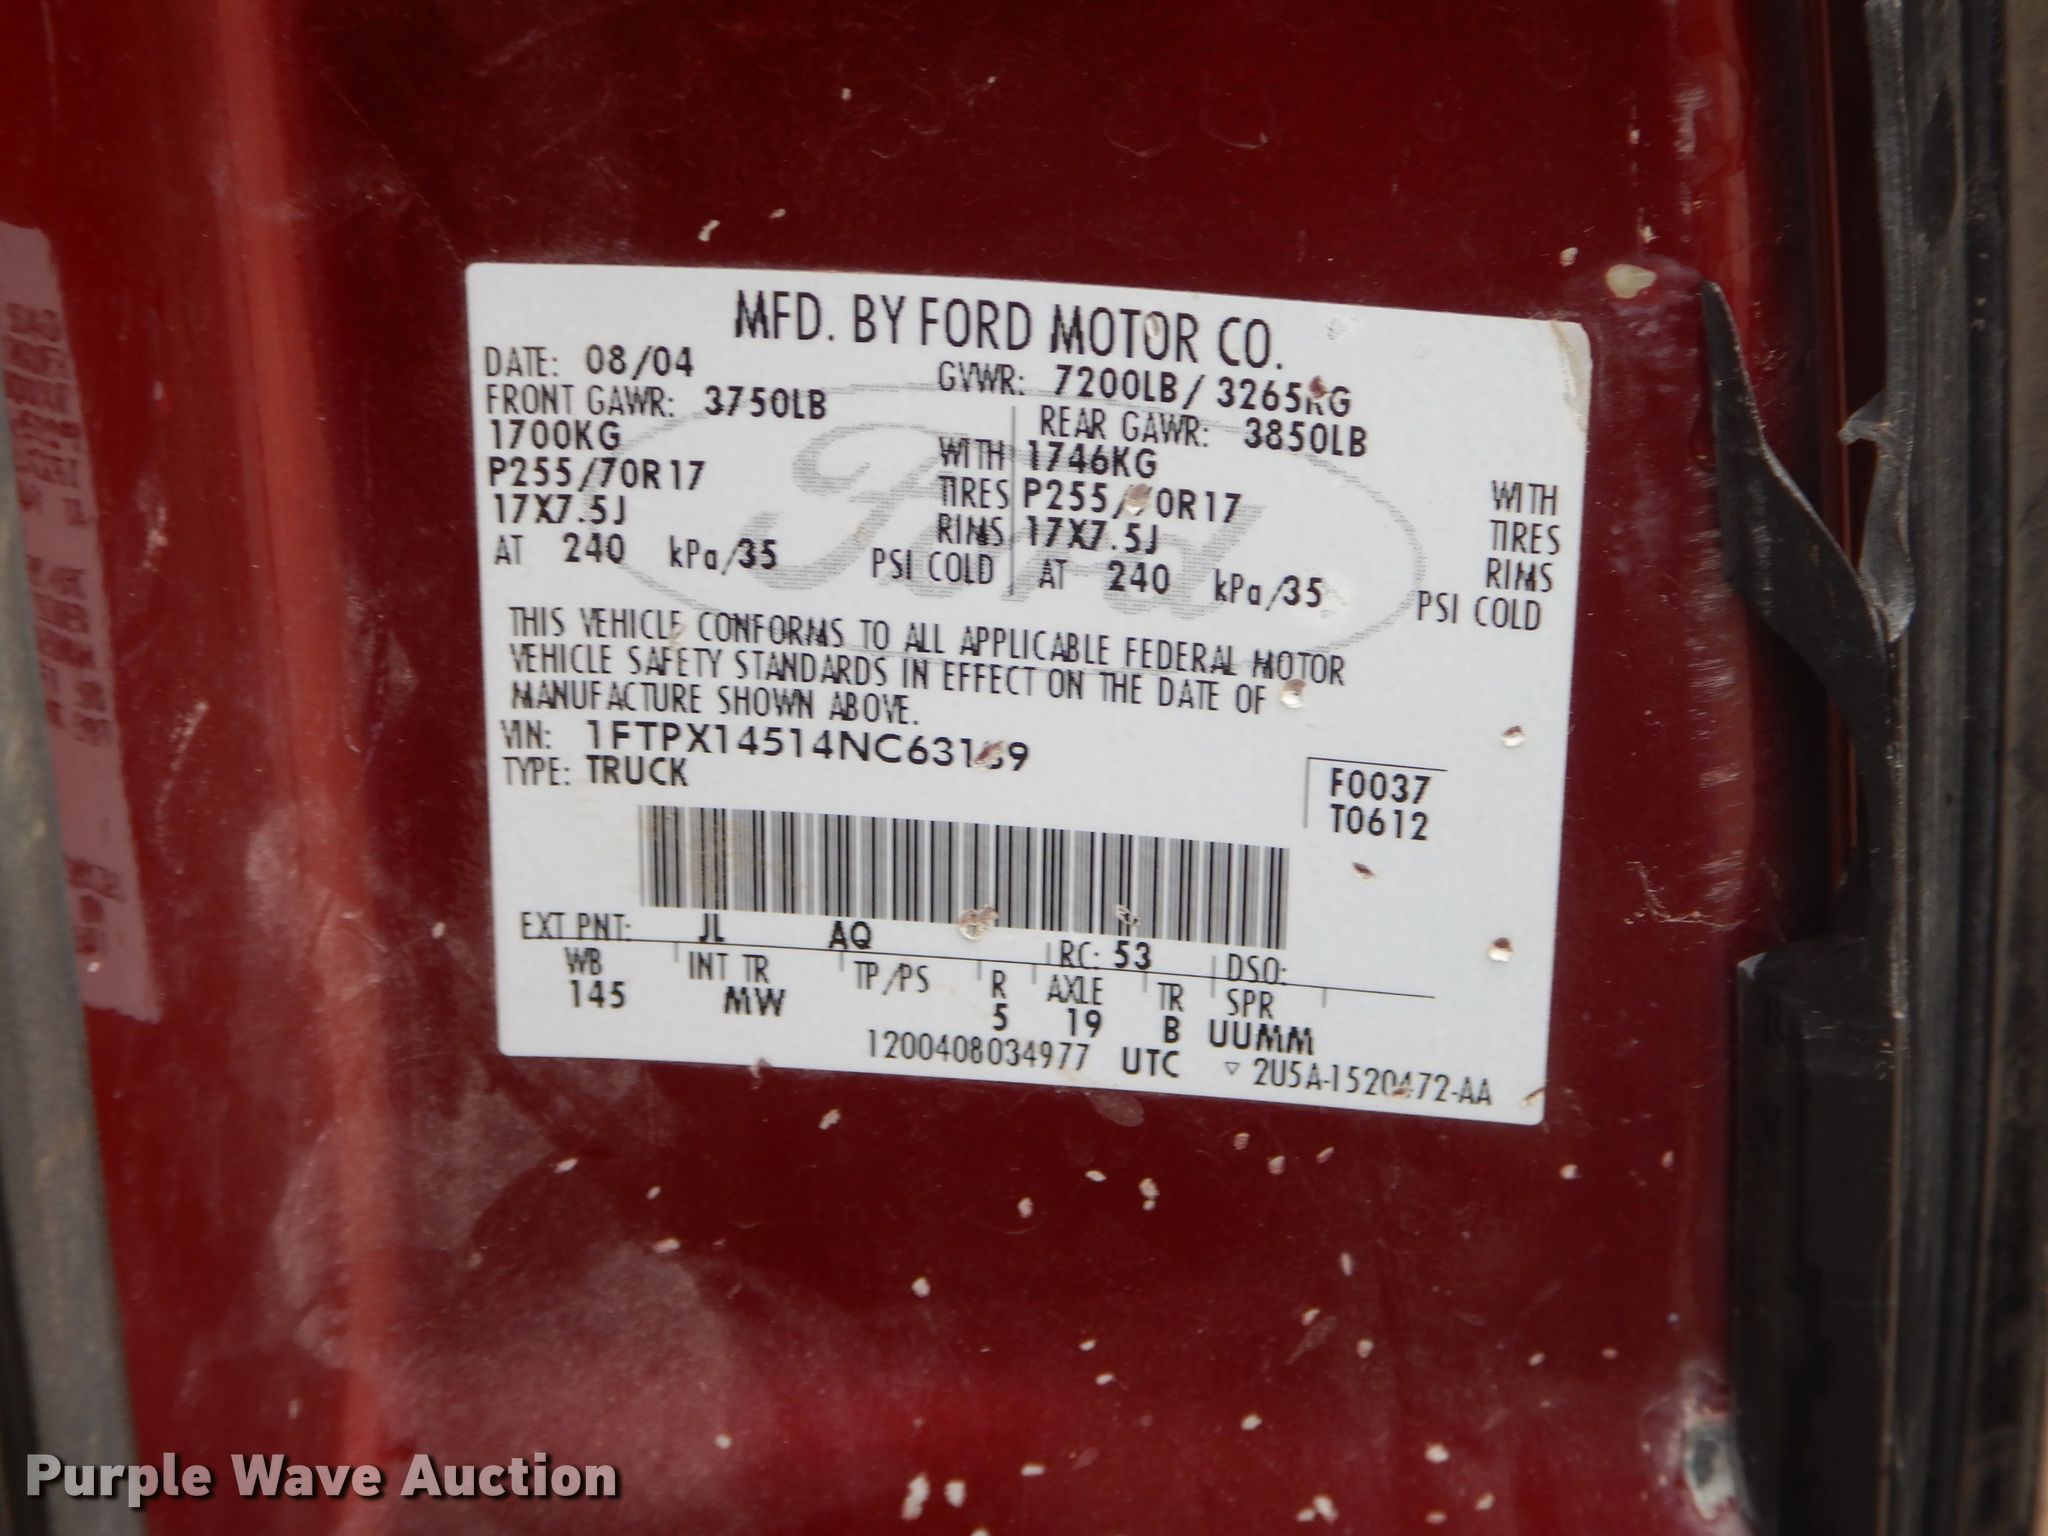 MFD. BY FORD MOTOR CO.
DATE: 08/04 GVWR: 7200LB / 3265KG
FRONT GAWR: 3750LB REAR GAWR: 3850LB
1700KG WITH 1746KG WITH
P255/70R17 TIRES P255/70R17 TIRES
17X7.5J RIMS 17X7.5J RIMS
AT 240 kPa/35 PSI COLD AT 240 kPa/35 PSI COLD
Ford
THIS VEHICLE CONFORMS TO ALL APPLICABLE FEDERAL MOTOR
VEHICLE SAFETY STANDARDS IN EFFECT ON THE DATE OF
MANUFACTURE SHOWN ABOVE.
VIN:
TYPE: TRUCK
F0037
T0612
EXT PNT: JL AQ RC: 53 DSO:
WB INT TR TP/PS R AXLE TR SPR
145 MW 5 19 B UUMM
1200408034977 UTC ▽ 2U5A-1520472-AA
Purple Wave Auction